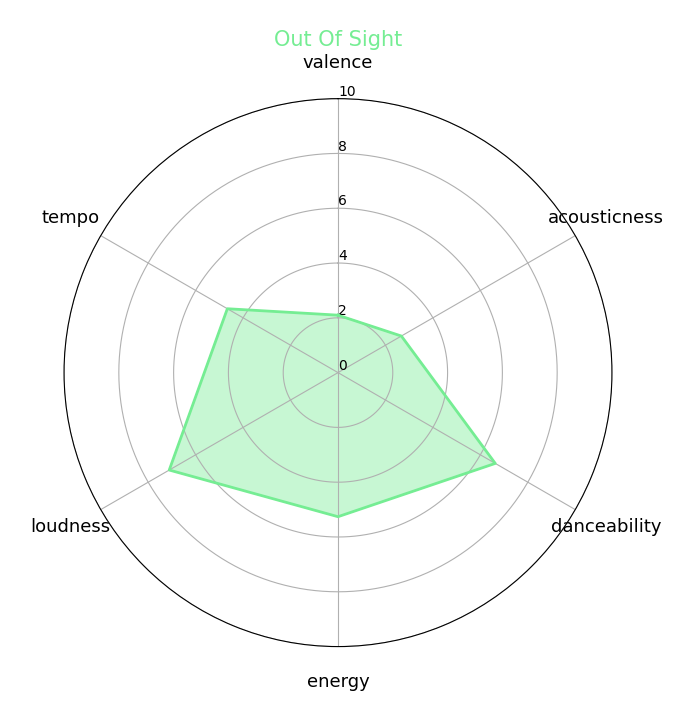 Out Of Sight
valence
10
8
tempo
6
acousticness
4
2
0
loudness
danceability
energy